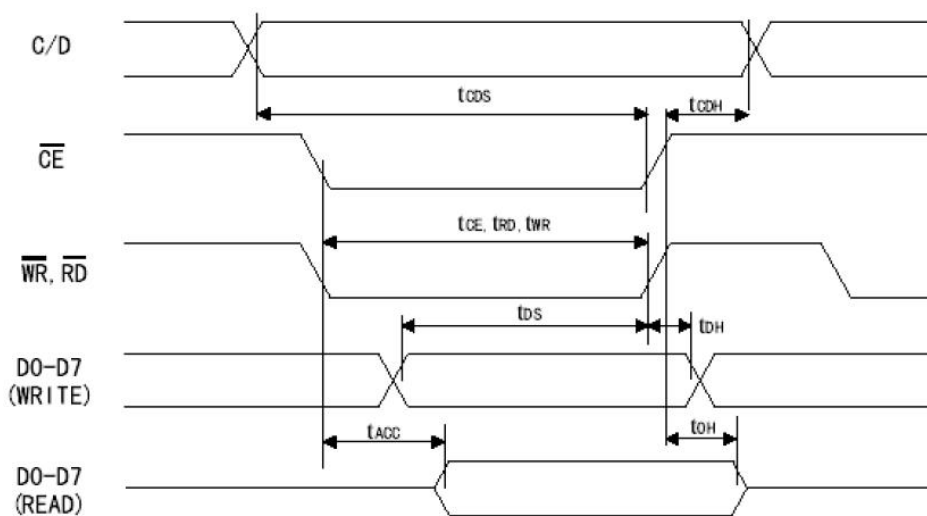 C/D
tCDS
tCDH
CE
tCE, tRD, tWR
WR, RD
tDS
tDH
D0-D7
(WRITE)
tACC
tOH
D0-D7
(READ)